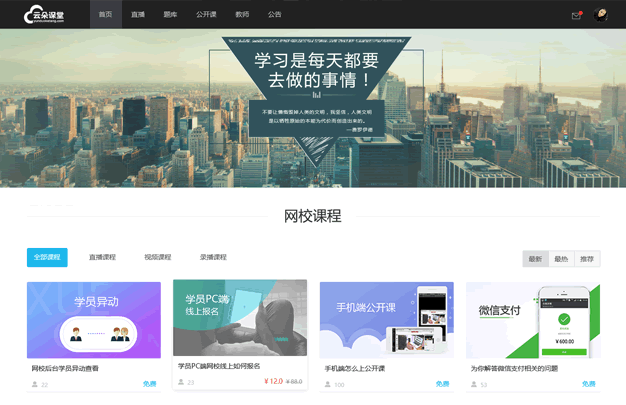 云朵课堂
yunduoketang.com
首页
直播
题库
公开课
教师
公告
学习是每天都要
去做的事情！
网校课程
全部课程
直播课程
视频课程
录播课程
最新
最热
推荐
学员异动
学员PC端
线上报名
手机端公开课
微信支付
¥600.00
网校后台学员异动查看
22
免费
学员PC端网校线上如何报名
23
¥ 12.0
¥ 88.0
手机端怎么上公开课
100
免费
为你解答微信支付相关的问题
53
免费